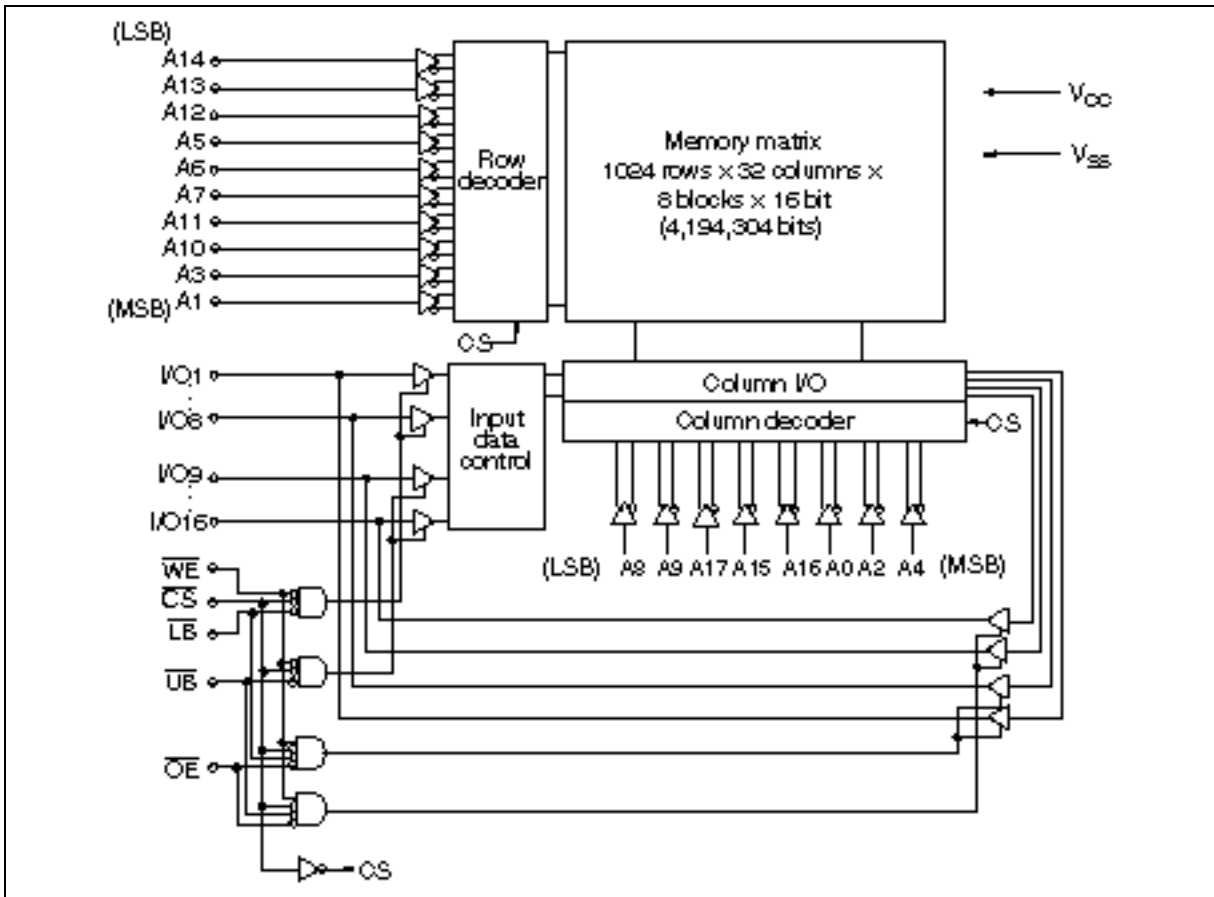 (LSB)
A14
A13
A12
A5
A6
A7
A11
A10
A3
(MSB) A1
Row
decoder
CS
Memory matrix
1024 rows × 32 columns ×
8 blocks × 16 bit
(4,194,304 bits)
VCC
VSS
I/O1
I/O8
I/O9
I/O16
Input
data
control
Column I/O
Column decoder
CS
(LSB) A8 A9 A17 A15 A16 A0 A2 A4 (MSB)
WE
CS
LB
UB
OE
CS